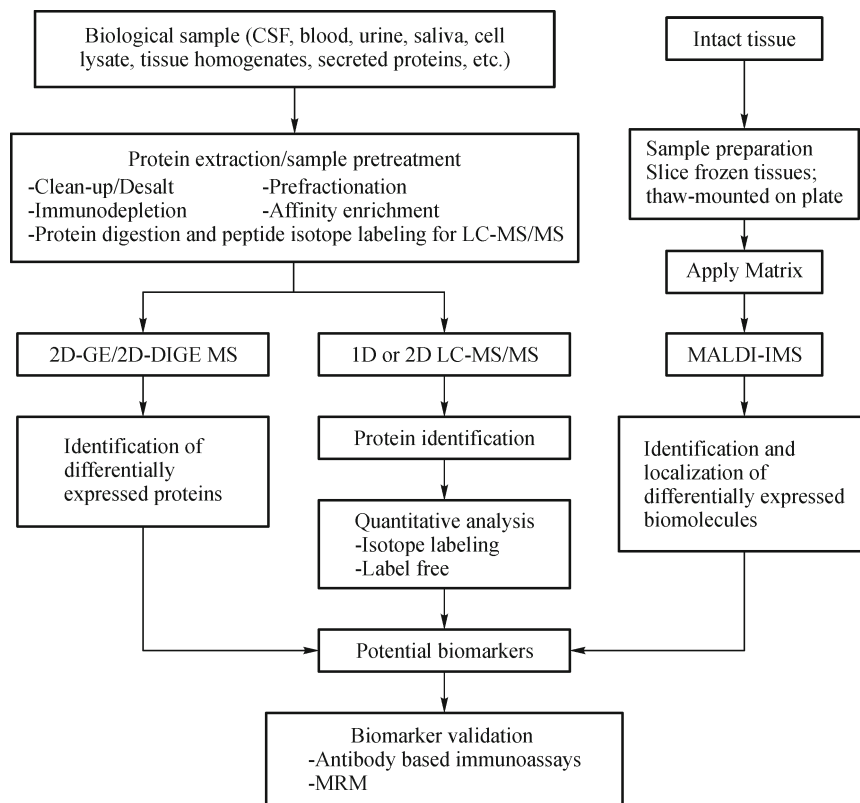 Biological sample (CSF, blood, urine, saliva, cell
lysate, tissue homogenates, secreted proteins, etc.)
Protein extraction/sample pretreatment
-Clean-up/Desalt -Prefractionation
-Immunodepletion -Affinity enrichment
-Protein digestion and peptide isotope labeling for LC-MS/MS
2D-GE/2D-DIGE MS
Identification of
differentially
expressed proteins
1D or 2D LC-MS/MS
Protein identification
Quantitative analysis
-Isotope labeling
-Label free
Intact tissue
Sample preparation
Slice frozen tissues;
thaw-mounted on plate
Apply Matrix
MALDI-IMS
Identification and
localization of
differentially expressed
biomolecules
Potential biomarkers
Biomarker validation
-Antibody based immunoassays
-MRM